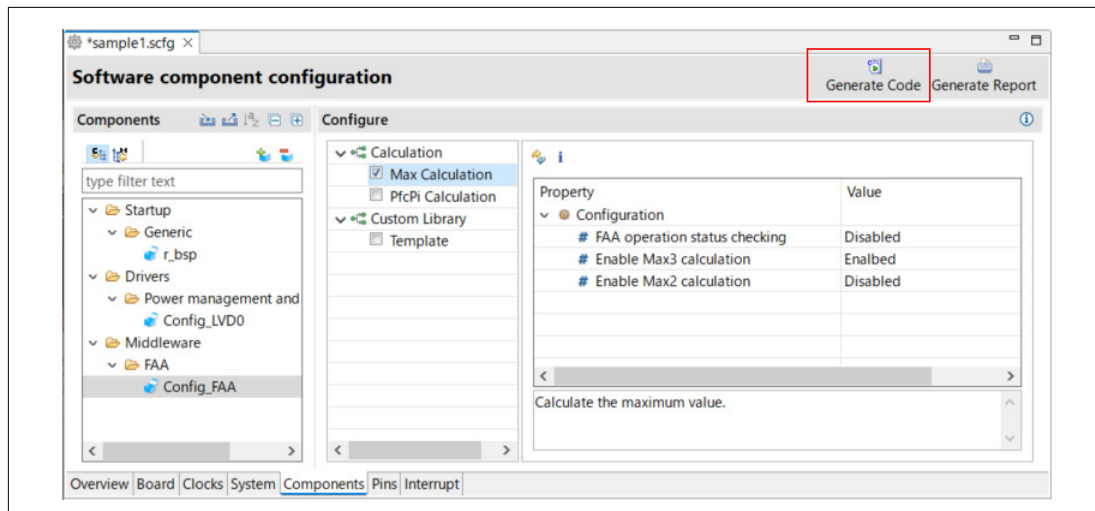 *sample1.scfg
Software component configuration
Generate Code Generate Report
Components
Configure
type filter text
Startup
Generic
r_bsp
Drivers
Power management and
Config_LVD0
Middleware
FAA
Config_FAA
Calculation
Max Calculation
PfcPi Calculation
Custom Library
Template
Property Value
Configuration
# FAA operation status checking Disabled
# Enable Max3 calculation Enalbed
# Enable Max2 calculation Disabled
Calculate the maximum value.
Overview Board Clocks System Components Pins Interrupt